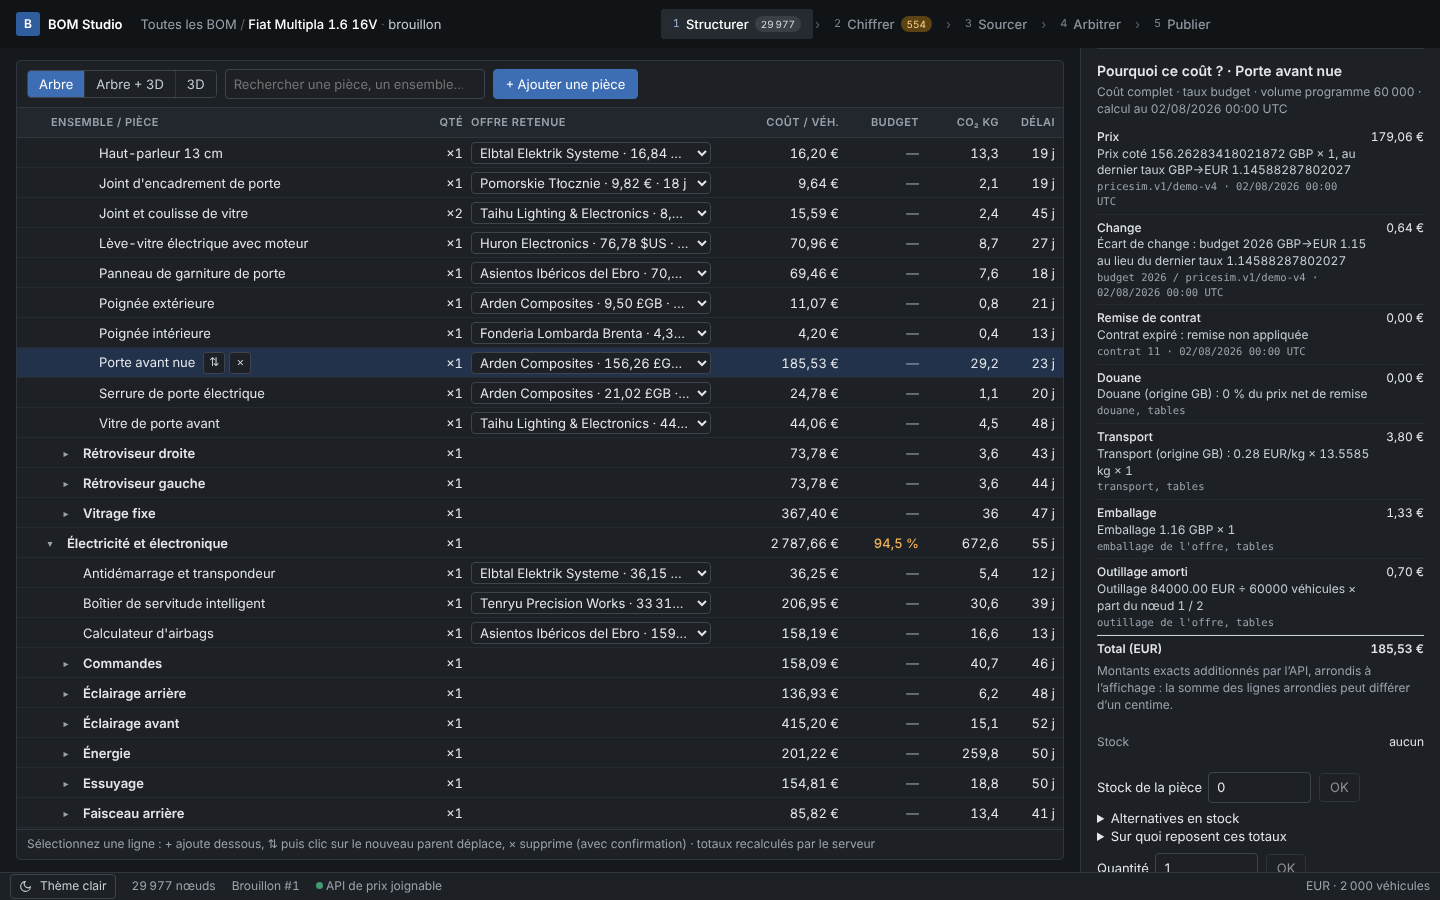 B BOM Studio Toutes les BOM / Fiat Multipla 1.6 16V · brouillon 1 Structurer 29 977 › 2 Chiffrer 554 › 3 Sourcer › 4 Arbitrer › 5 Publier
Arbre Arbre + 3D 3D Rechercher une pièce, un ensemble... + Ajouter une pièce
ENSEMBLE / PIÈCE QTÉ OFFRE RETENUE COÛT / VÉH. BUDGET CO₂ KG DÉLAI
Haut-parleur 13 cm ×1 Elbtal Elektrik Systeme · 16,84 ... 16,20 € — 13,3 19 j
Joint d'encadrement de porte ×1 Pomorskie Tłocznie · 9,82 € · 18 j 9,64 € — 2,1 19 j
Joint et coulisse de vitre ×2 Taihu Lighting & Electronics · 8,... 15,59 € — 2,4 45 j
Lève-vitre électrique avec moteur ×1 Huron Electronics · 76,78 $US · ... 70,96 € — 8,7 27 j
Panneau de garniture de porte ×1 Asientos Ibéricos del Ebro · 70,... 69,46 € — 7,6 18 j
Poignée extérieure ×1 Arden Composites · 9,50 £GB · ... 11,07 € — 0,8 21 j
Poignée intérieure ×1 Fonderia Lombarda Brenta · 4,3... 4,20 € — 0,4 13 j
Porte avant nue ⇅ × ×1 Arden Composites · 156,26 £G... 185,53 € — 29,2 23 j
Serrure de porte électrique ×1 Arden Composites · 21,02 £GB ·... 24,78 € — 1,1 20 j
Vitre de porte avant ×1 Taihu Lighting & Electronics · 44... 44,06 € — 4,5 48 j
▸ Rétroviseur droite ×1 73,78 € — 3,6 43 j
▸ Rétroviseur gauche ×1 73,78 € — 3,6 44 j
▸ Vitrage fixe ×1 367,40 € — 36 47 j
▾ Électricité et électronique ×1 2 787,66 € 94,5 % 672,6 55 j
Antidémarrage et transpondeur ×1 Elbtal Elektrik Systeme · 36,15 ... 36,25 € — 5,4 12 j
Boîtier de servitude intelligent ×1 Tenryu Precision Works · 33 31... 206,95 € — 30,6 39 j
Calculateur d'airbags ×1 Asientos Ibéricos del Ebro · 159... 158,19 € — 16,6 13 j
▸ Commandes ×1 158,09 € — 40,7 46 j
▸ Éclairage arrière ×1 136,93 € — 6,2 48 j
▸ Éclairage avant ×1 415,20 € — 15,1 52 j
▸ Énergie ×1 201,22 € — 259,8 50 j
▸ Essuyage ×1 154,81 € — 18,8 50 j
▸ Faisceau arrière ×1 85,82 € — 13,4 41 j
Sélectionnez une ligne : + ajoute dessous, ⇅ puis clic sur le nouveau parent déplace, × supprime (avec confirmation) · totaux recalculés par le serveur
Pourquoi ce coût ? · Porte avant nue
Coût complet · taux budget · volume programme 60 000 ·
calcul au 02/08/2026 00:00 UTC
Prix 179,06 €
Prix coté 156.26283418021872 GBP × 1, au
dernier taux GBP→EUR 1.14588287802027
pricesim.v1/demo-v4 · 02/08/2026 00:00
UTC
Change 0,64 €
Écart de change : budget 2026 GBP→EUR 1.15
au lieu du dernier taux 1.14588287802027
budget 2026 / pricesim.v1/demo-v4 ·
02/08/2026 00:00 UTC
Remise de contrat 0,00 €
Contrat expiré : remise non appliquée
contrat 11 · 02/08/2026 00:00 UTC
Douane 0,00 €
Douane (origine GB) : 0 % du prix net de remise
douane, tables
Transport 3,80 €
Transport (origine GB) : 0.28 EUR/kg × 13.5585
kg × 1
transport, tables
Emballage 1,33 €
Emballage 1.16 GBP × 1
emballage de l'offre, tables
Outillage amorti 0,70 €
Outillage 84000.00 EUR ÷ 60000 véhicules ×
part du nœud 1 / 2
outillage de l'offre, tables
Total (EUR) 185,53 €
Montants exacts additionnés par l’API, arrondis à
l’affichage : la somme des lignes arrondies peut différer
d’un centime.
Stock aucun
Stock de la pièce 0 OK
▶ Alternatives en stock
▶ Sur quoi reposent ces totaux
Quantité 1 OK
Thème clair 29 977 nœuds Brouillon #1 API de prix joignable EUR · 2 000 véhicules